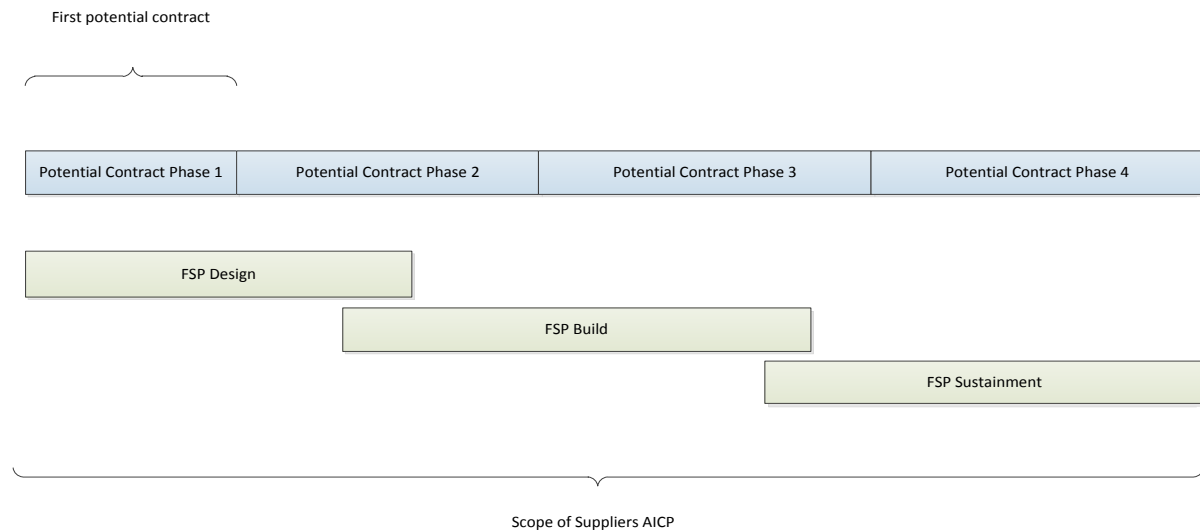 First potential contract
Potential Contract Phase 1
Potential Contract Phase 2
Potential Contract Phase 3
Potential Contract Phase 4
FSP Design
FSP Build
FSP Sustainment
Scope of Suppliers AICP